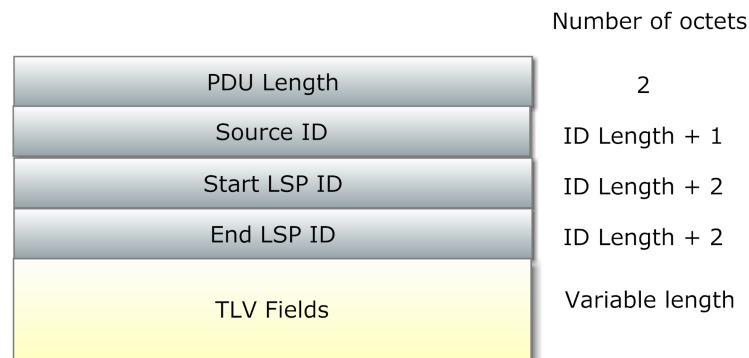 Number of octets
PDU Length 2
Source ID ID Length + 1
Start LSP ID ID Length + 2
End LSP ID ID Length + 2
TLV Fields Variable length